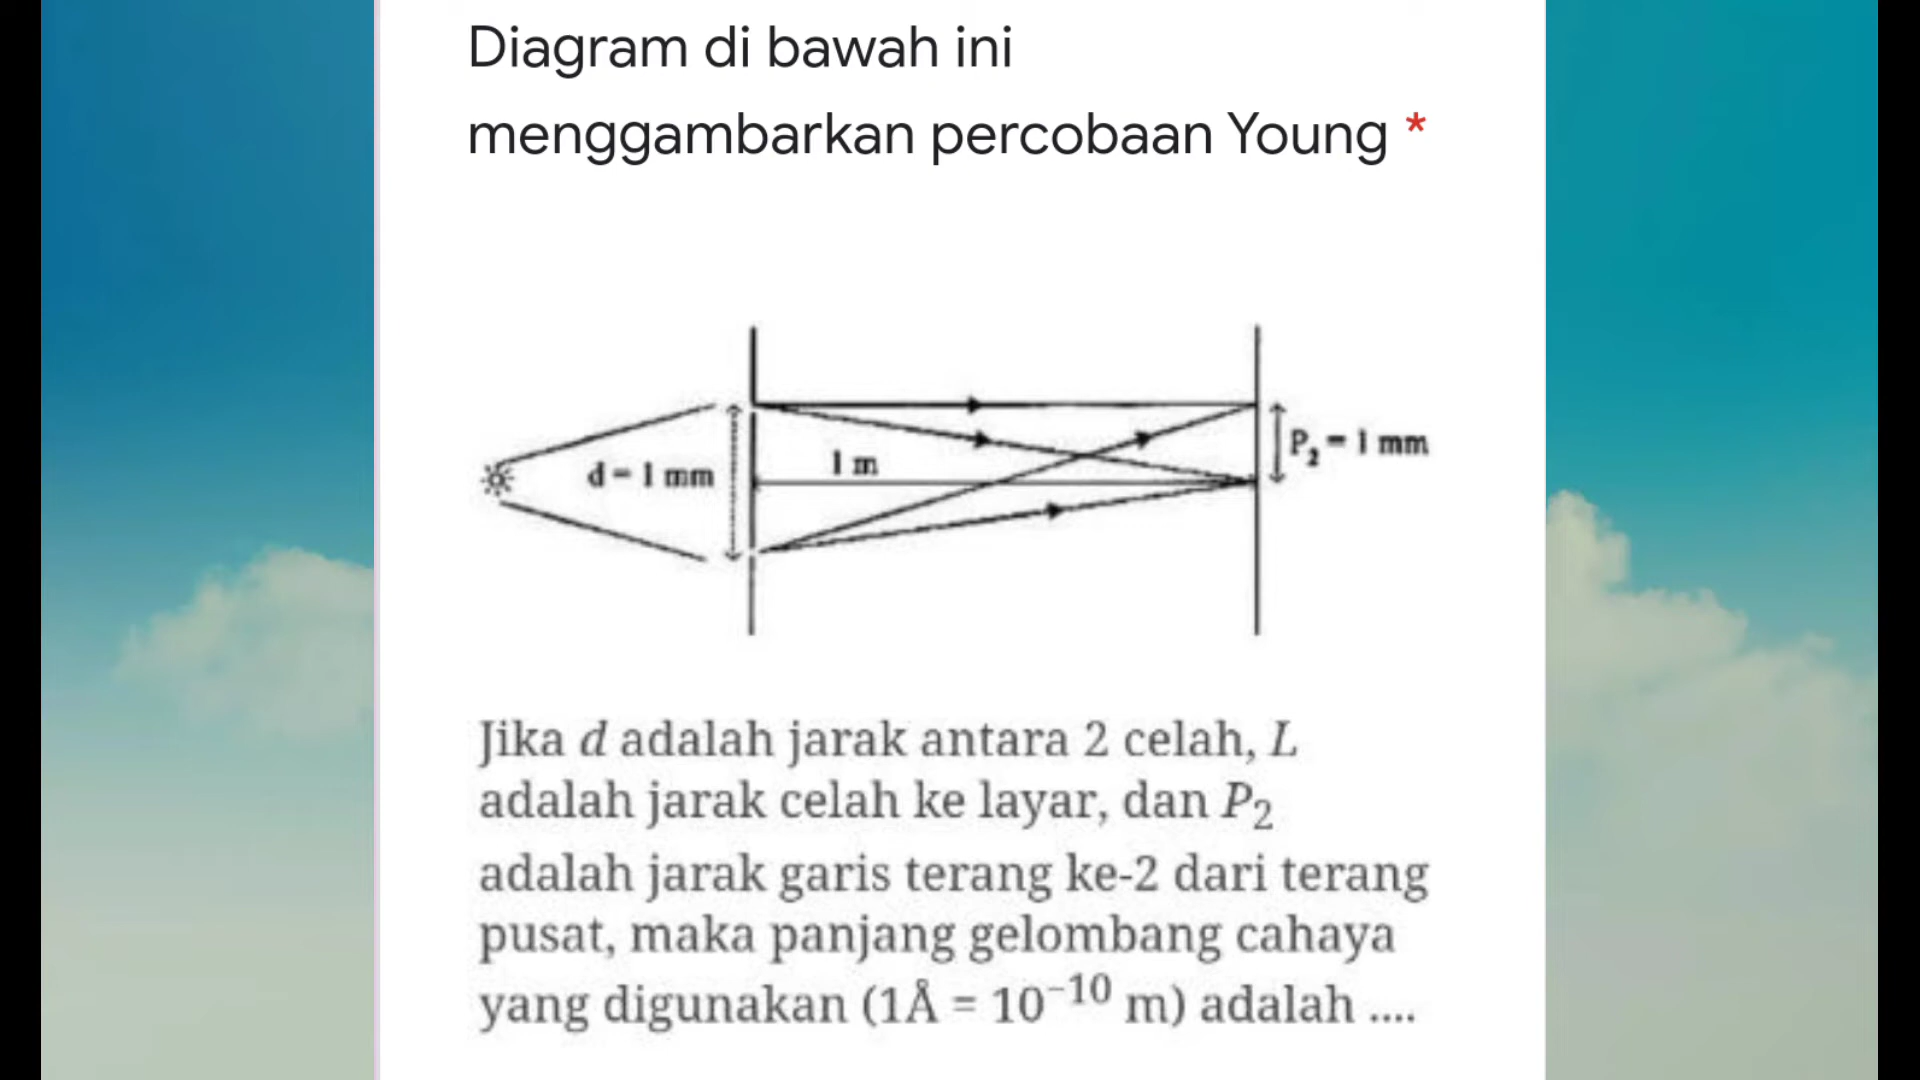 Diagram di bawah ini
menggambarkan percobaan Young *
d = 1 mm
1 m
P₂ = 1 mm
Jika d adalah jarak antara 2 celah, L
adalah jarak celah ke layar, dan P₂
adalah jarak garis terang ke-2 dari terang
pusat, maka panjang gelombang cahaya
yang digunakan (1Å = 10⁻¹⁰ m) adalah ....